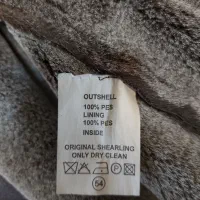 OUTSHELL
100% PES
LINING
100% PES
INSIDE
ORIGINAL SHEARLING
ONLY DRY CLEAN
P
54